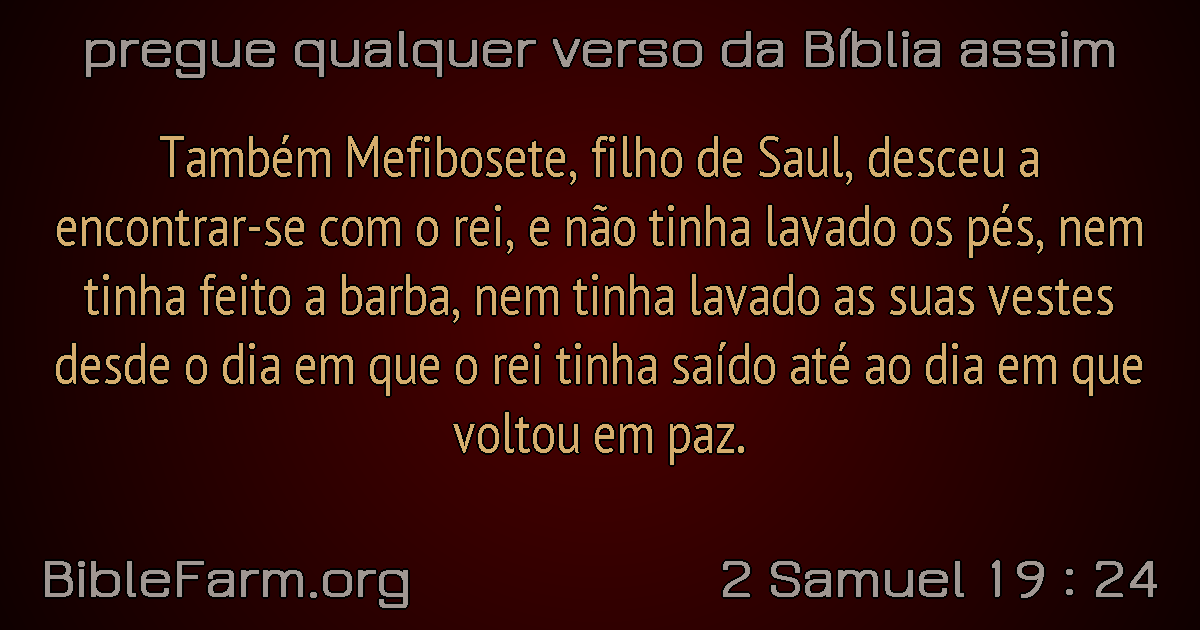 pregue qualquer verso da Bíblia assim
Também Mefibosete, filho de Saul, desceu a
encontrar-se com o rei, e não tinha lavado os pés, nem
tinha feito a barba, nem tinha lavado as suas vestes
desde o dia em que o rei tinha saído até ao dia em que
voltou em paz.
BibleFarm.org
2 Samuel 19 : 24